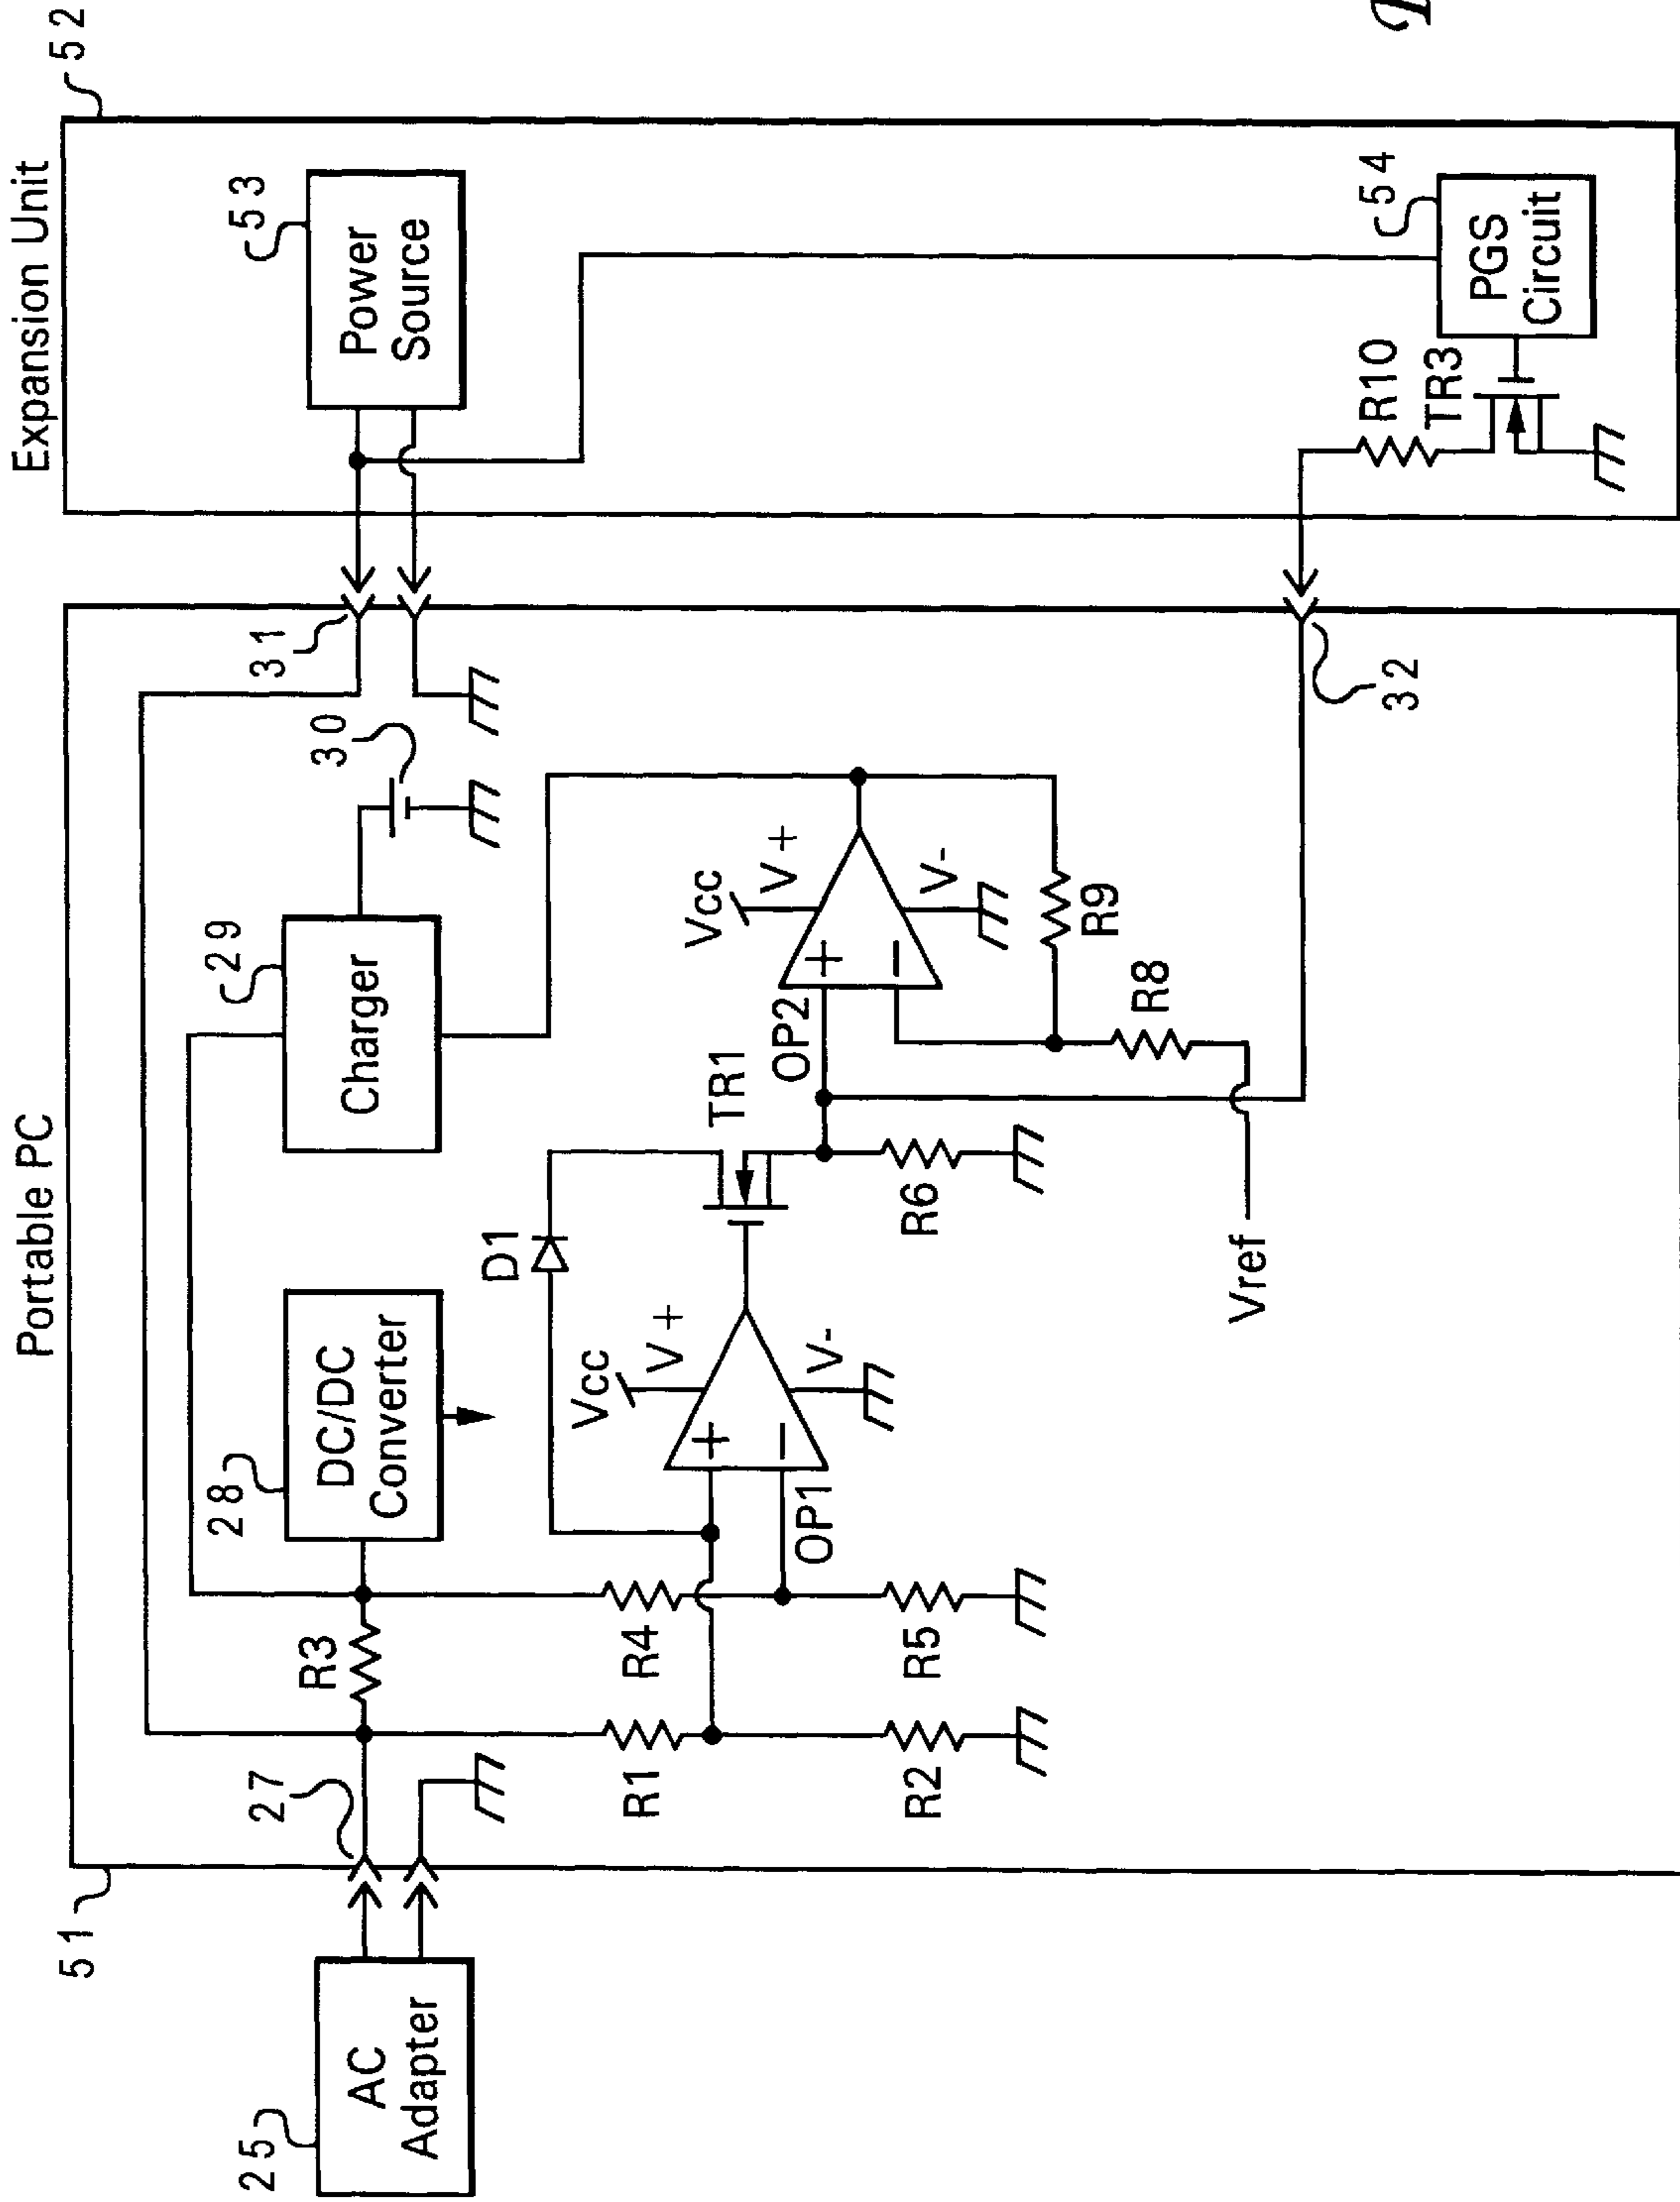 Portable PC
Expansion Unit
51
52
25
AC
Adapter
27
R3
28
DC/DC
Converter
29
Charger
30
31
53
Power
Source
D1
R1
R4
Vcc
V+
V-
OP1
TR1
Vcc
V+
V-
OP2
R2
R5
R6
R9
R8
Vref
32
R10
TR3
54
PGS
Circuit